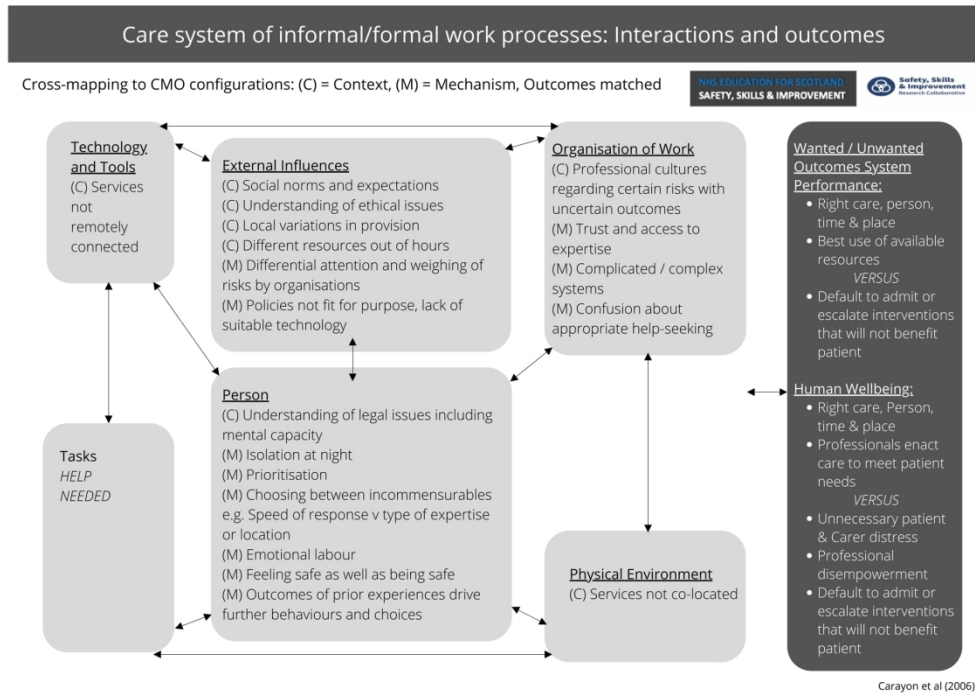 Care system of informal/formal work processes: Interactions and outcomes
Cross-mapping to CMO configurations: (C) = Context, (M) = Mechanism, Outcomes matched
NHS EDUCATION FOR SCOTLAND
SAFETY, SKILLS & IMPROVEMENT
Safety, Skills
& Improvement
Research Collaborative
Technology
and Tools
(C) Services
not
remotely
connected
External Influences
(C) Social norms and expectations
(C) Understanding of ethical issues
(C) Local variations in provision
(C) Different resources out of hours
(M) Differential attention and weighing of
risks by organisations
(M) Policies not fit for purpose, lack of
suitable technology
Organisation of Work
(C) Professional cultures
regarding certain risks with
uncertain outcomes
(M) Trust and access to
expertise
(M) Complicated / complex
systems
(M) Confusion about
appropriate help-seeking
Tasks
HELP
NEEDED
Person
(C) Understanding of legal issues including
mental capacity
(M) Isolation at night
(M) Prioritisation
(M) Choosing between incommensurables
e.g. Speed of response v type of expertise
or location
(M) Emotional labour
(M) Feeling safe as well as being safe
(M) Outcomes of prior experiences drive
further behaviours and choices
Physical Environment
(C) Services not co-located
Wanted / Unwanted
Outcomes System
Performance:
• Right care, person,
time & place
• Best use of available
resources
VERSUS
• Default to admit or
escalate interventions
that will not benefit
patient
Human Wellbeing:
• Right care, Person,
time & place
• Professionals enact
care to meet patient
needs
VERSUS
• Unnecessary patient
& Carer distress
• Professional
disempowerment
• Default to admit or
escalate interventions
that will not benefit
patient
Carayon et al (2006)